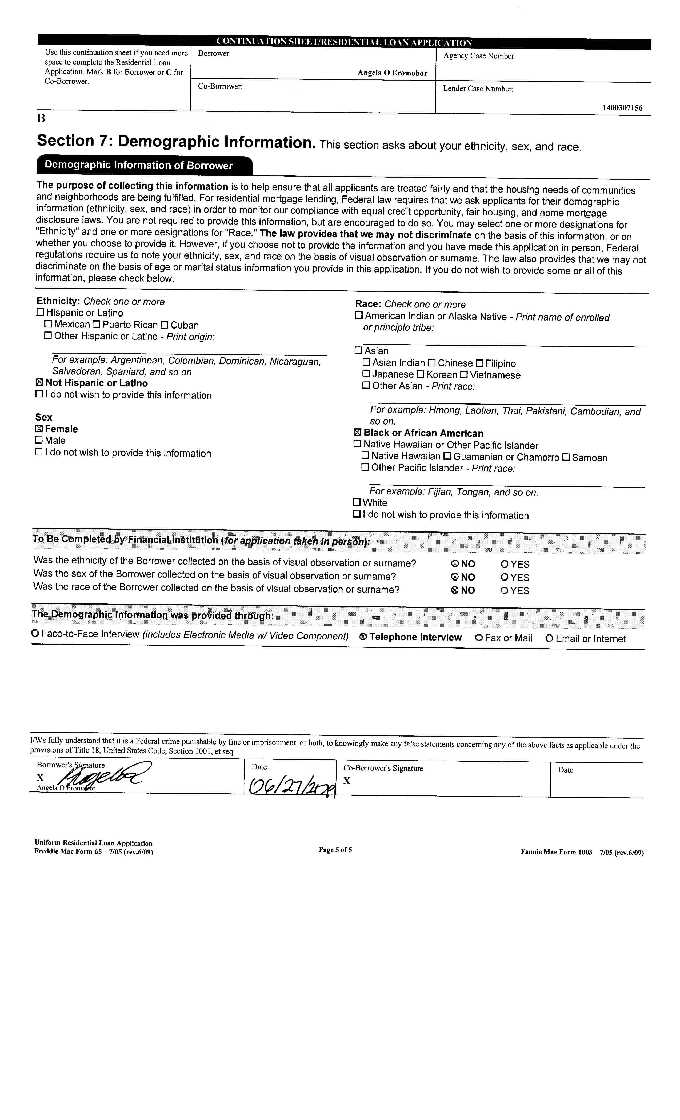 CONTINUATION SHEET/RESIDENTIAL LOAN APPLICATION
Use this continuation sheet if you need more space to complete the Residential Loan Application. Mark B for Borrower or C for Co-Borrower.
Borrower
Angela O Eromobor
Agency Case Number
Co-Borrower:
Lender Case Number:
1400307156
B
Section 7: Demographic Information. This section asks about your ethnicity, sex, and race.
Demographic Information of Borrower
The purpose of collecting this information is to help ensure that all applicants are treated fairly and that the housing needs of communities
and neighborhoods are being fulfilled. For residential mortgage lending, Federal law requires that we ask applicants for their demographic
information (ethnicity, sex, and race) in order to monitor our compliance with equal credit opportunity, fair housing, and home mortgage
disclosure laws. You are not required to provide this information, but are encouraged to do so. You may select one or more designations for
"Ethnicity" and one or more designations for "Race." The law provides that we may not discriminate on the basis of this information, or on
whether you choose to provide it. However, if you choose not to provide the information and you have made this application in person, Federal
regulations require us to note your ethnicity, sex, and race on the basis of visual observation or surname. The law also provides that we may not
discriminate on the basis of age or marital status information you provide in this application. If you do not wish to provide some or all of this
information, please check below.
Ethnicity: Check one or more
☐ Hispanic or Latino
☐ Mexican ☐ Puerto Rican ☐ Cuban
☐ Other Hispanic or Latino - Print origin:
For example: Argentinean, Colombian, Dominican, Nicaraguan,
Salvadoran, Spaniard, and so on
☒ Not Hispanic or Latino
☐ I do not wish to provide this information
Sex
☒ Female
☐ Male
☐ I do not wish to provide this information
Race: Check one or more
☐ American Indian or Alaska Native - Print name of enrolled
or principle tribe:
☐ Asian
☐ Asian Indian ☐ Chinese ☐ Filipino
☐ Japanese ☐ Korean ☐ Vietnamese
☐ Other Asian - Print race:
For example: Hmong, Laotian, Thai, Pakistani, Cambodian, and
so on.
☒ Black or African American
☐ Native Hawaiian or Other Pacific Islander
☐ Native Hawaiian ☐ Guamanian or Chamorro ☐ Samoan
☐ Other Pacific Islander - Print race:
For example: Fijian, Tongan, and so on.
☐ White
☐ I do not wish to provide this information
To Be Completed by Financial Institution (for application taken in person):
Was the ethnicity of the Borrower collected on the basis of visual observation or surname? ⊗ NO O YES
Was the sex of the Borrower collected on the basis of visual observation or surname? ⊗ NO O YES
Was the race of the Borrower collected on the basis of visual observation or surname? ⊗ NO O YES
The Demographic Information was provided through:
O Face-to-Face Interview (includes Electronic Media w/ Video Component) ⊗ Telephone Interview O Fax or Mail O Email or Internet
I/We fully understand that it is a Federal crime punishable by fine or imprisonment, or both, to knowingly make any false statements concerning any of the above facts as applicable under the
provisions of Title 18, United States Code, Section 1001, et seq
Borrower's Signature
X
Angela O Eromobor
Date
06/27/20
Co-Borrower's Signature
X
Date
Uniform Residential Loan Application
Freddie Mac Form 65 - 7/05 (rev.6/09)
Page 5 of 5
Fannie Mae Form 1003 - 7/05 (rev.6/09)